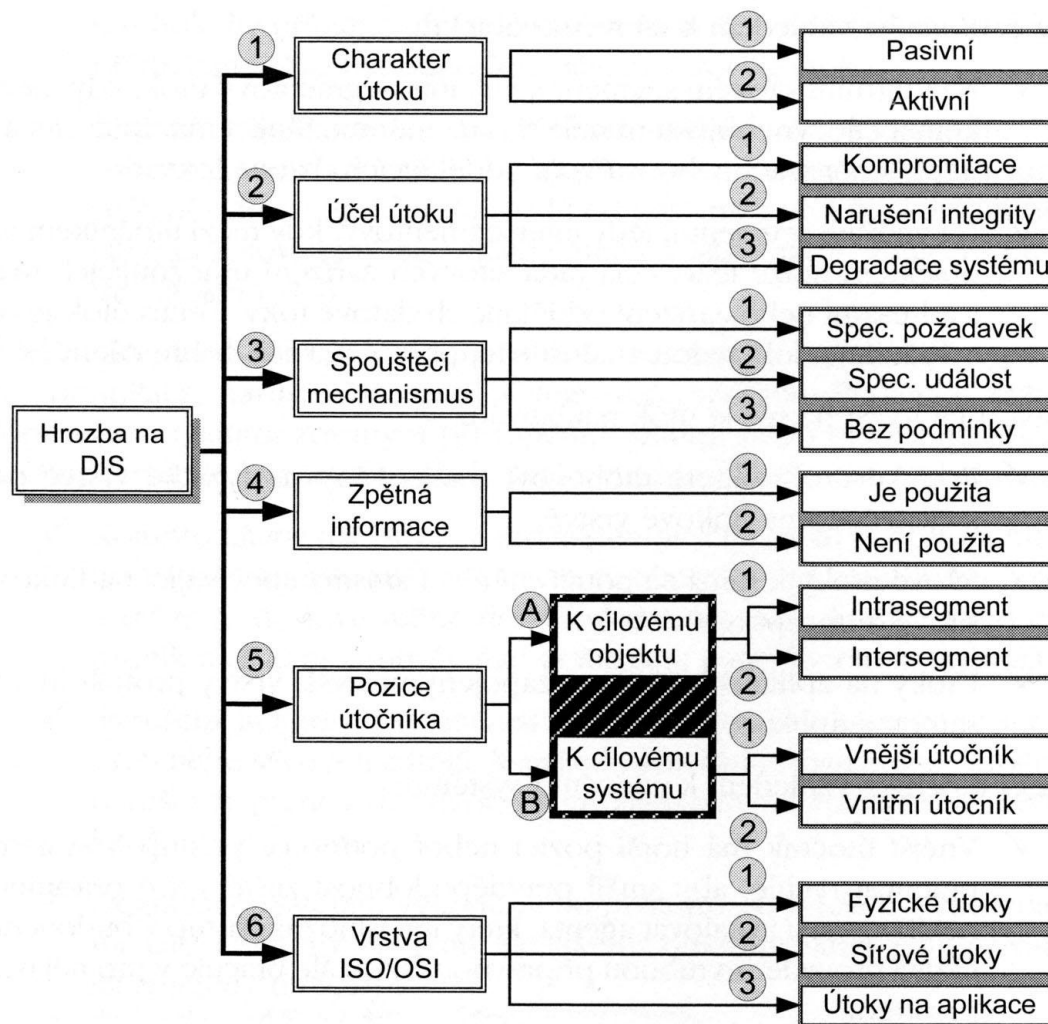 1
Charakter
útoku
1
Pasivní
2
Aktivní
2
Účel útoku
1
Kompromitace
2
Narušení integrity
3
Degradace systému
3
Spouštěcí
mechanismus
1
Spec. požadavek
2
Spec. událost
3
Bez podmínky
Hrozba na
DIS
4
Zpětná
informace
1
Je použita
2
Není použita
5
Pozice
útočníka
A
K cílovému
objektu
1
Intrasegment
Intersegment
2
K cílovému
systému
B
1
Vnější útočník
Vnitřní útočník
2
6
Vrstva
ISO/OSI
1
Fyzické útoky
2
Síťové útoky
3
Útoky na aplikace